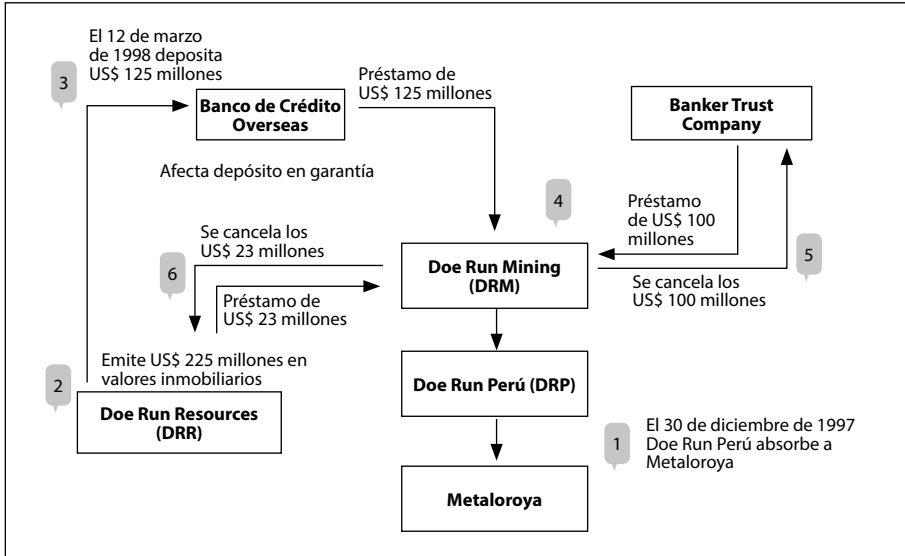 El 12 de marzo
de 1998 deposita
US$ 125 millones
3
Préstamo de
US$ 125 millones
Banco de Crédito
Overseas
Banker Trust
Company
Afecta depósito en garantía
4
Préstamo
de US$ 100
millones
Se cancela los
US$ 23 millones
6
Doe Run Mining
(DRM)
5
Se cancela los
US$ 100 millones
Préstamo de
US$ 23 millones
Emite US$ 225 millones en
valores inmobiliarios
2
Doe Run Resources
(DRR)
Doe Run Perú (DRP)
1
El 30 de diciembre de 1997
Doe Run Perú absorbe a
Metaloroya
Metaloroya